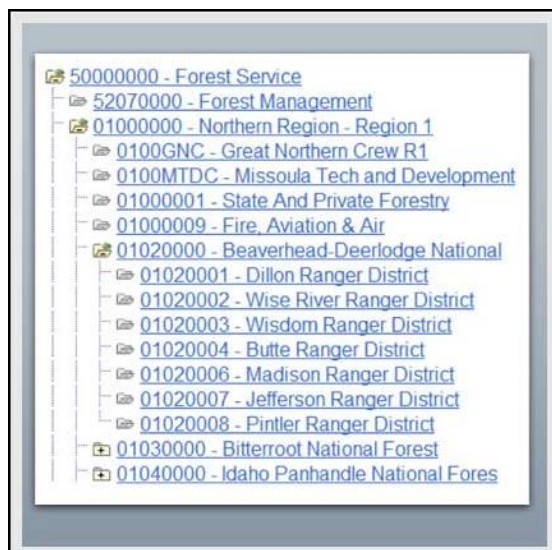 50000000 - Forest Service
52070000 - Forest Management
01000000 - Northern Region - Region 1
0100GNC - Great Northern Crew R1
0100MTDC - Missoula Tech and Development
01000001 - State And Private Forestry
01000009 - Fire, Aviation & Air
01020000 - Beaverhead-Deerlodge National
01020001 - Dillon Ranger District
01020002 - Wise River Ranger District
01020003 - Wisdom Ranger District
01020004 - Butte Ranger District
01020006 - Madison Ranger District
01020007 - Jefferson Ranger District
01020008 - Pintler Ranger District
01030000 - Bitterroot National Forest
01040000 - Idaho Panhandle National Fores